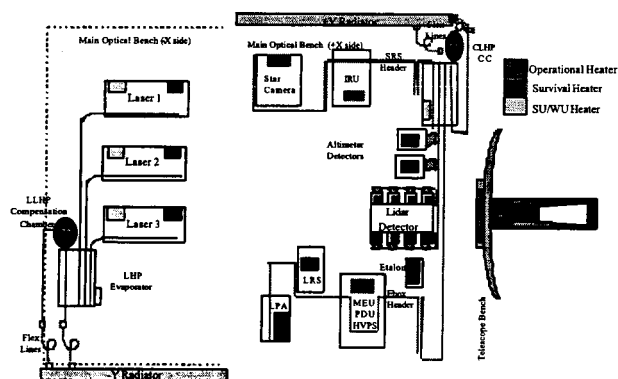 +Y Radiator
Flex
Lines
CLHP
CC
Main Optical Bench (-X side)
Main Optical Bench (+X side)
SRS
Header
Star
Camera
IRU
Operational Heater
Survival Heater
SU/WU Heater
Laser 1
Altimeter
Detectors
Laser 2
LLHP
Compensation
Chamber
Laser 3
Lidar
Detector
LHP
Evaporator
Etalon
LRS
LPA
MEU
PDU
HVPS
Ebox
Header
Telescope Bench
Flex
Lines
-Y Radiator